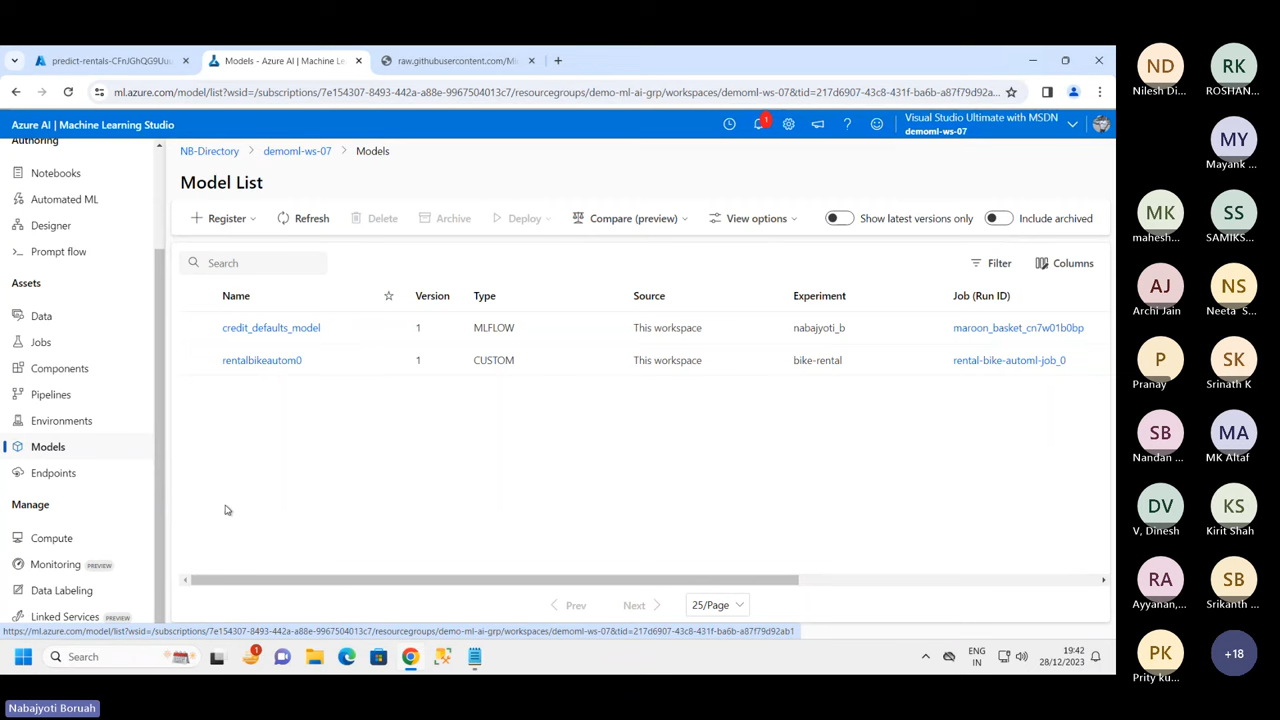 predict-rentals-CFnJGhQG9Uu
Models - Azure AI | Machine Le
raw.githubusercontent.com/Mi
ml.azure.com/model/list?wsid=/subscriptions/7e154307-8493-442a-a88e-9967504013c7/resourcegroups/demo-ml-ai-grp/workspaces/demoml-ws-07&tid=217d6907-43c8-431f-ba6b-a87f79d92a...
Azure AI | Machine Learning Studio
1
Visual Studio Ultimate with MSDN
demoml-ws-07
Authoring
Notebooks
Automated ML
Designer
Prompt flow
Assets
Data
Jobs
Components
Pipelines
Environments
Models
Endpoints
Manage
Compute
Monitoring PREVIEW
Data Labeling
Linked Services PREVIEW
NB-Directory > demoml-ws-07 > Models
Model List
Register Refresh Delete Archive Deploy Compare (preview) View options Show latest versions only Include archived
Search Filter Columns
Name Version Type Source Experiment Job (Run ID)
credit_defaults_model 1 MLFLOW This workspace nabajyoti_b maroon_basket_cn7w01b0bp
rentalbikeautom0 1 CUSTOM This workspace bike-rental rental-bike-automl-job_0
Prev Next 25/Page
https://ml.azure.com/model/list?wsid=/subscriptions/7e154307-8493-442a-a88e-9967504013c7/resourcegroups/demo-ml-ai-grp/workspaces/demoml-ws-07&tid=217d6907-43c8-431f-ba6b-a87f79d92ab1
Search
1
ENG
IN
19:42
28/12/2023
Nabajyoti Boruah
ND RK
Nilesh Di... ROSHAN...
MY
Mayank ...
MK SS
mahesh... SAMIKS...
AJ NS
Archi Jain Neeta S...
P SK
Pranay Srinath K
SB MA
Nandan ... MK Altaf
DV KS
V, Dinesh Kirit Shah
RA SB
Ayyanan,... Srikanth ...
PK +18
Prity ku...